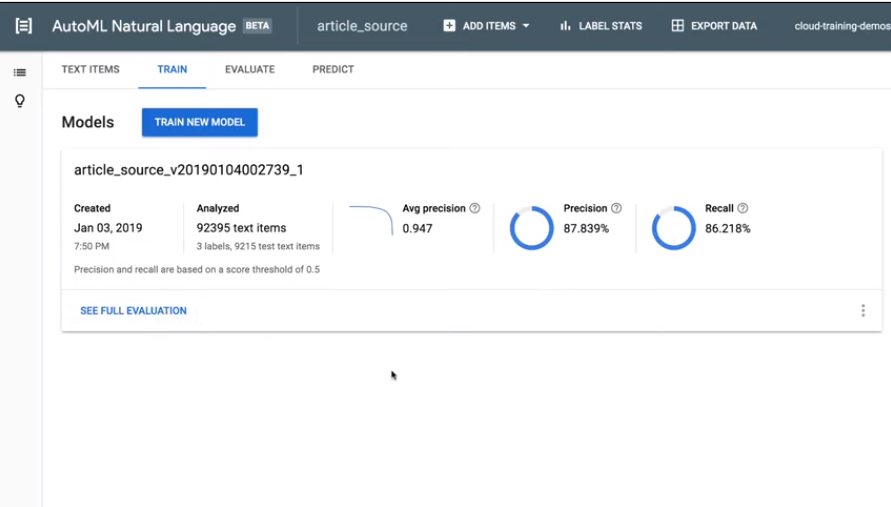 AutoML Natural Language BETA article_source ADD ITEMS LABEL STATS EXPORT DATA cloud-training-demos
TEXT ITEMS TRAIN EVALUATE PREDICT
Models TRAIN NEW MODEL
article_source_v20190104002739_1
Created Analyzed Avg precision Precision Recall
Jan 03, 2019 92395 text items 0.947 87.839% 86.218%
7:50 PM 3 labels, 9215 test text items
Precision and recall are based on a score threshold of 0.5
SEE FULL EVALUATION